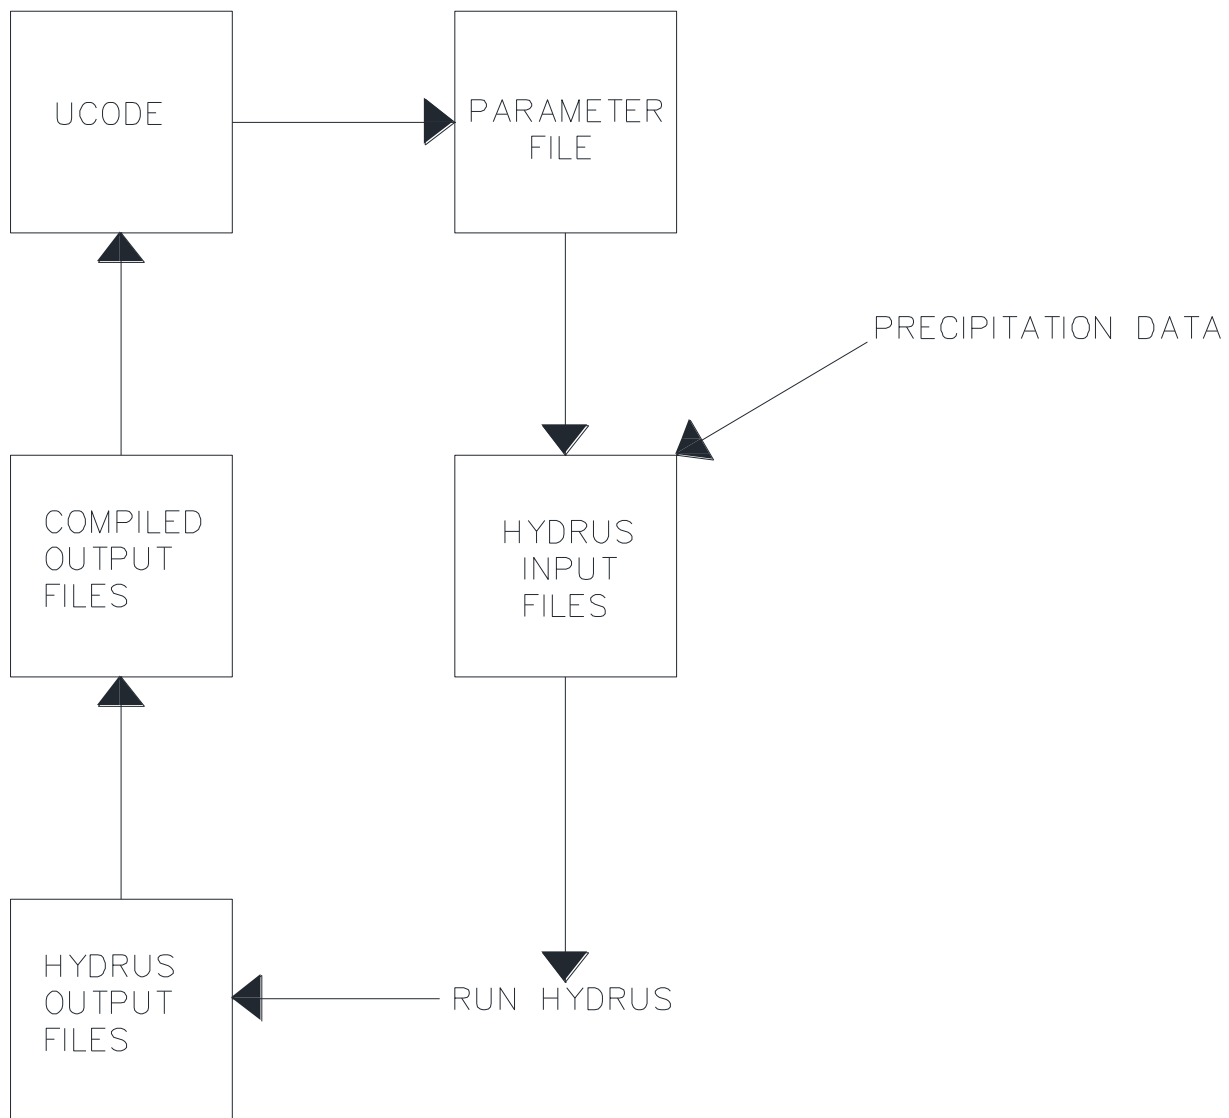 UCODE
PARAMETER
FILE
PRECIPITATION DATA
COMPILED
OUTPUT
FILES
HYDRUS
INPUT
FILES
HYDRUS
OUTPUT
FILES
RUN HYDRUS